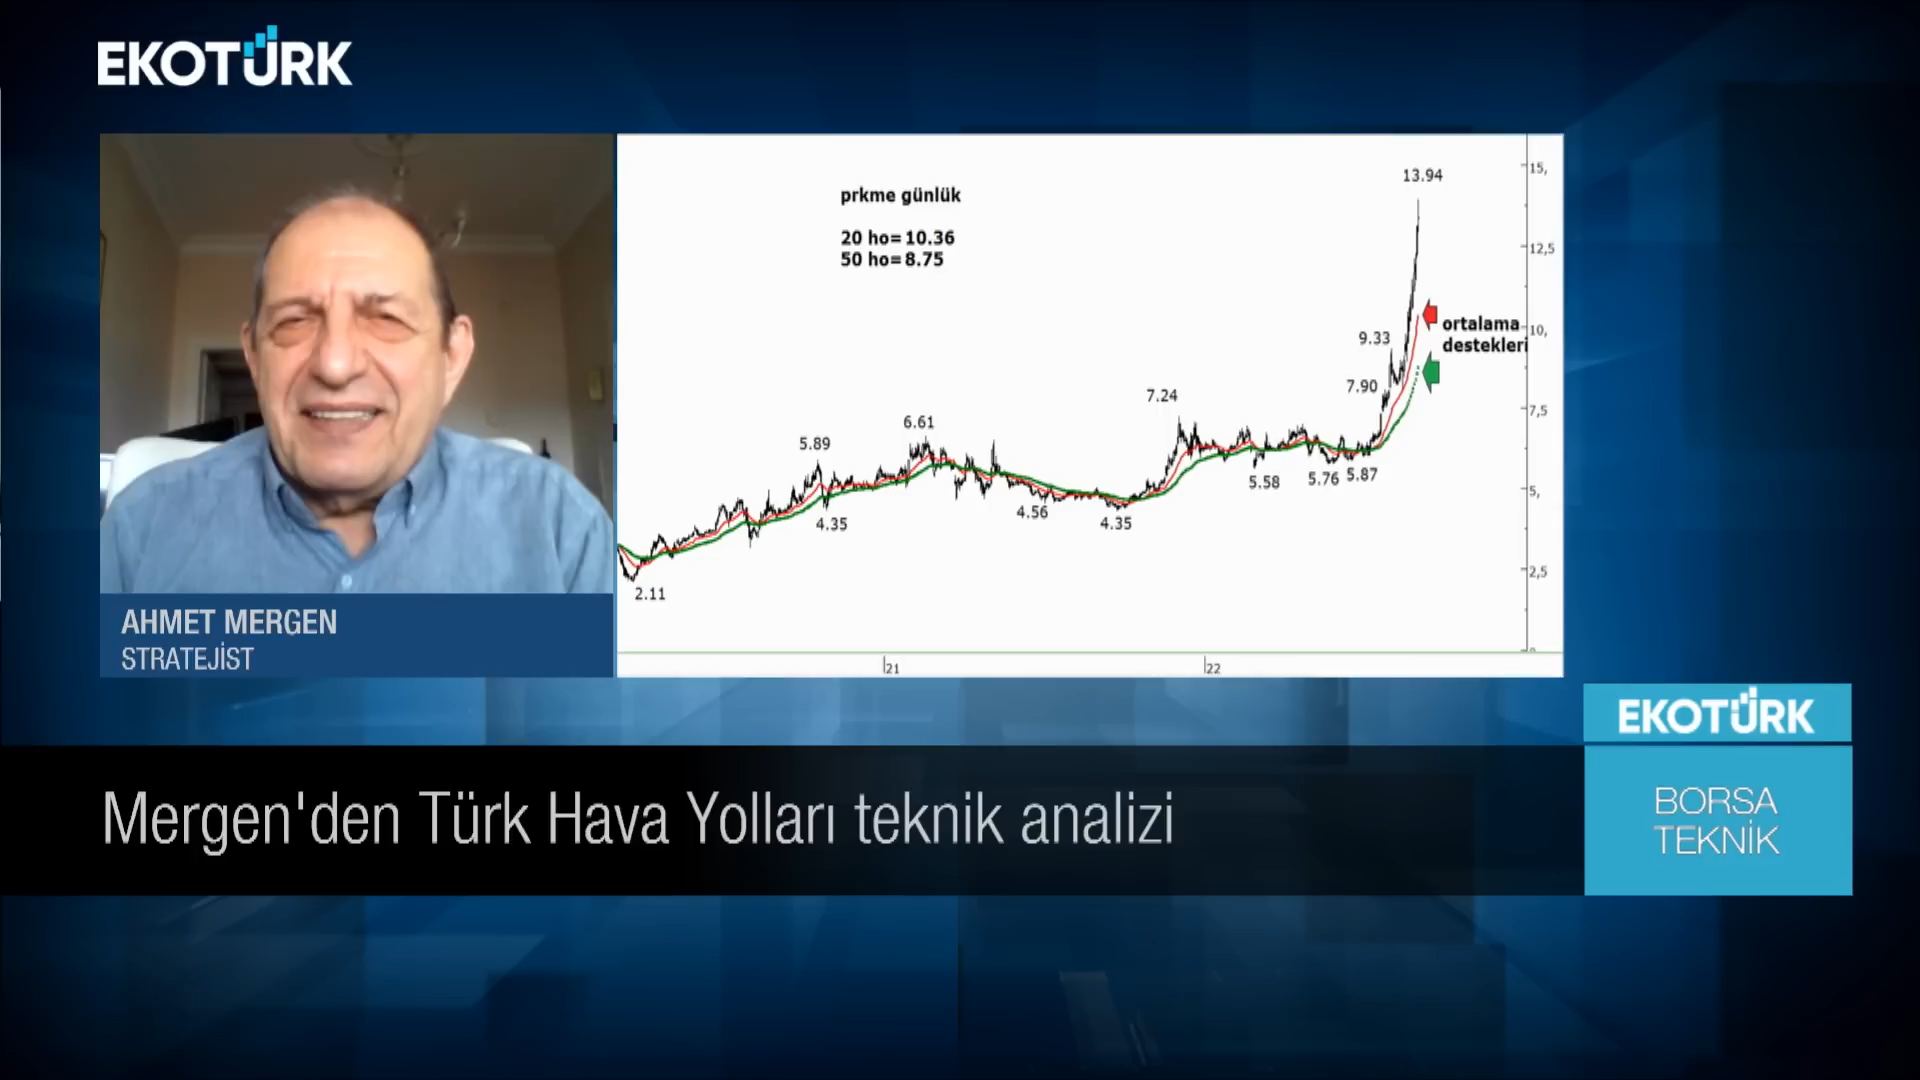 EKOTÜRK
prkme günlük
20 ho=10.36
50 ho=8.75
13.94
15,
12,5
ortalama
destekleri
10,
9.33
7.90
7.24
7,5
6.61
5.89
5.58
5.76
5.87
5,
4.35
4.56
4.35
2,5
2.11
0
21
22
AHMET MERGEN
STRATEJİST
EKOTÜRK
Mergen'den Türk Hava Yolları teknik analizi
BORSA
TEKNİK